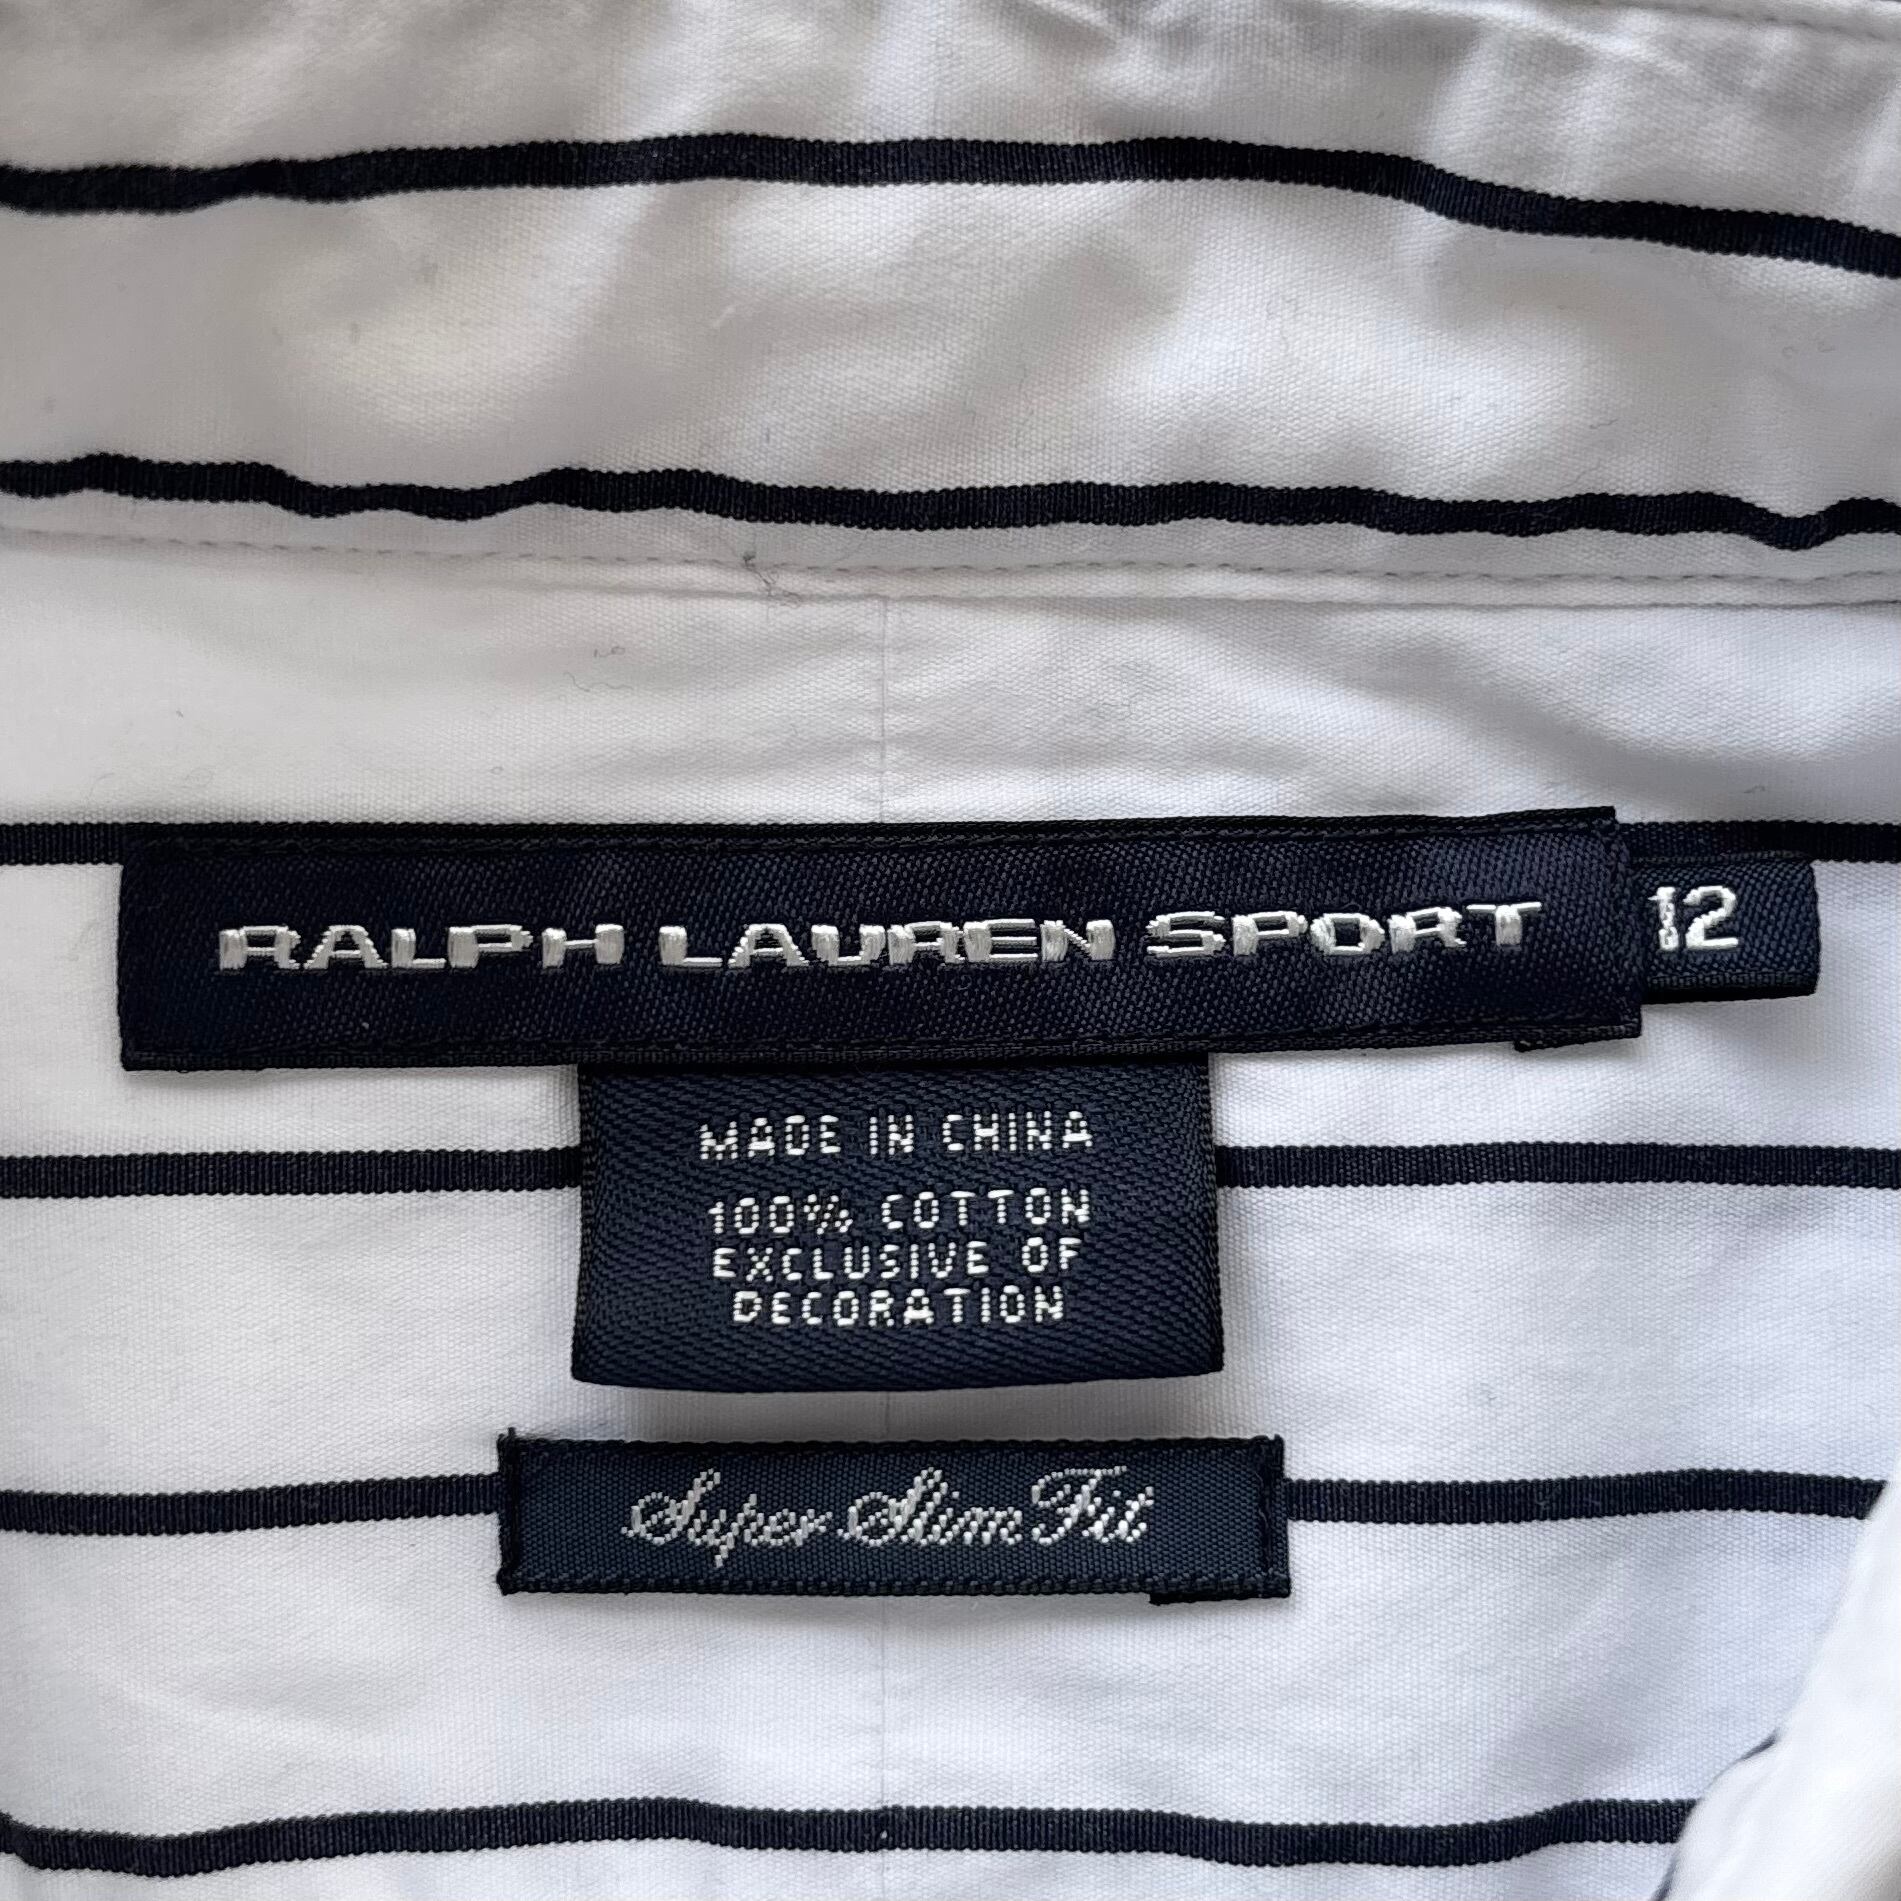 RALPH LAUREN SPORT 12
MADE IN CHINA
100% COTTON
EXCLUSIVE OF
DECORATION
Super Slim Fit